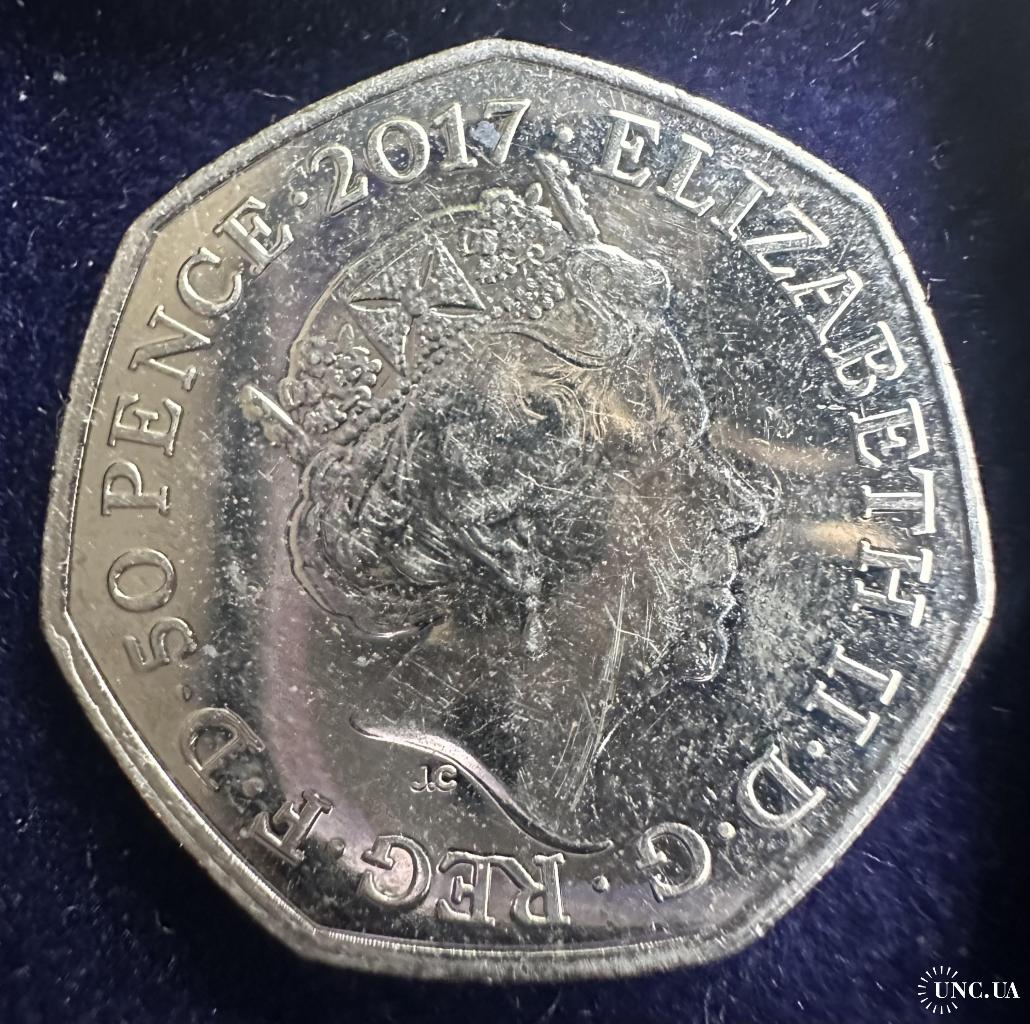 ELIZABETH II · D · G · REG · F · D · 50 PENCE · 2017 ·
J.C
UNC.UA